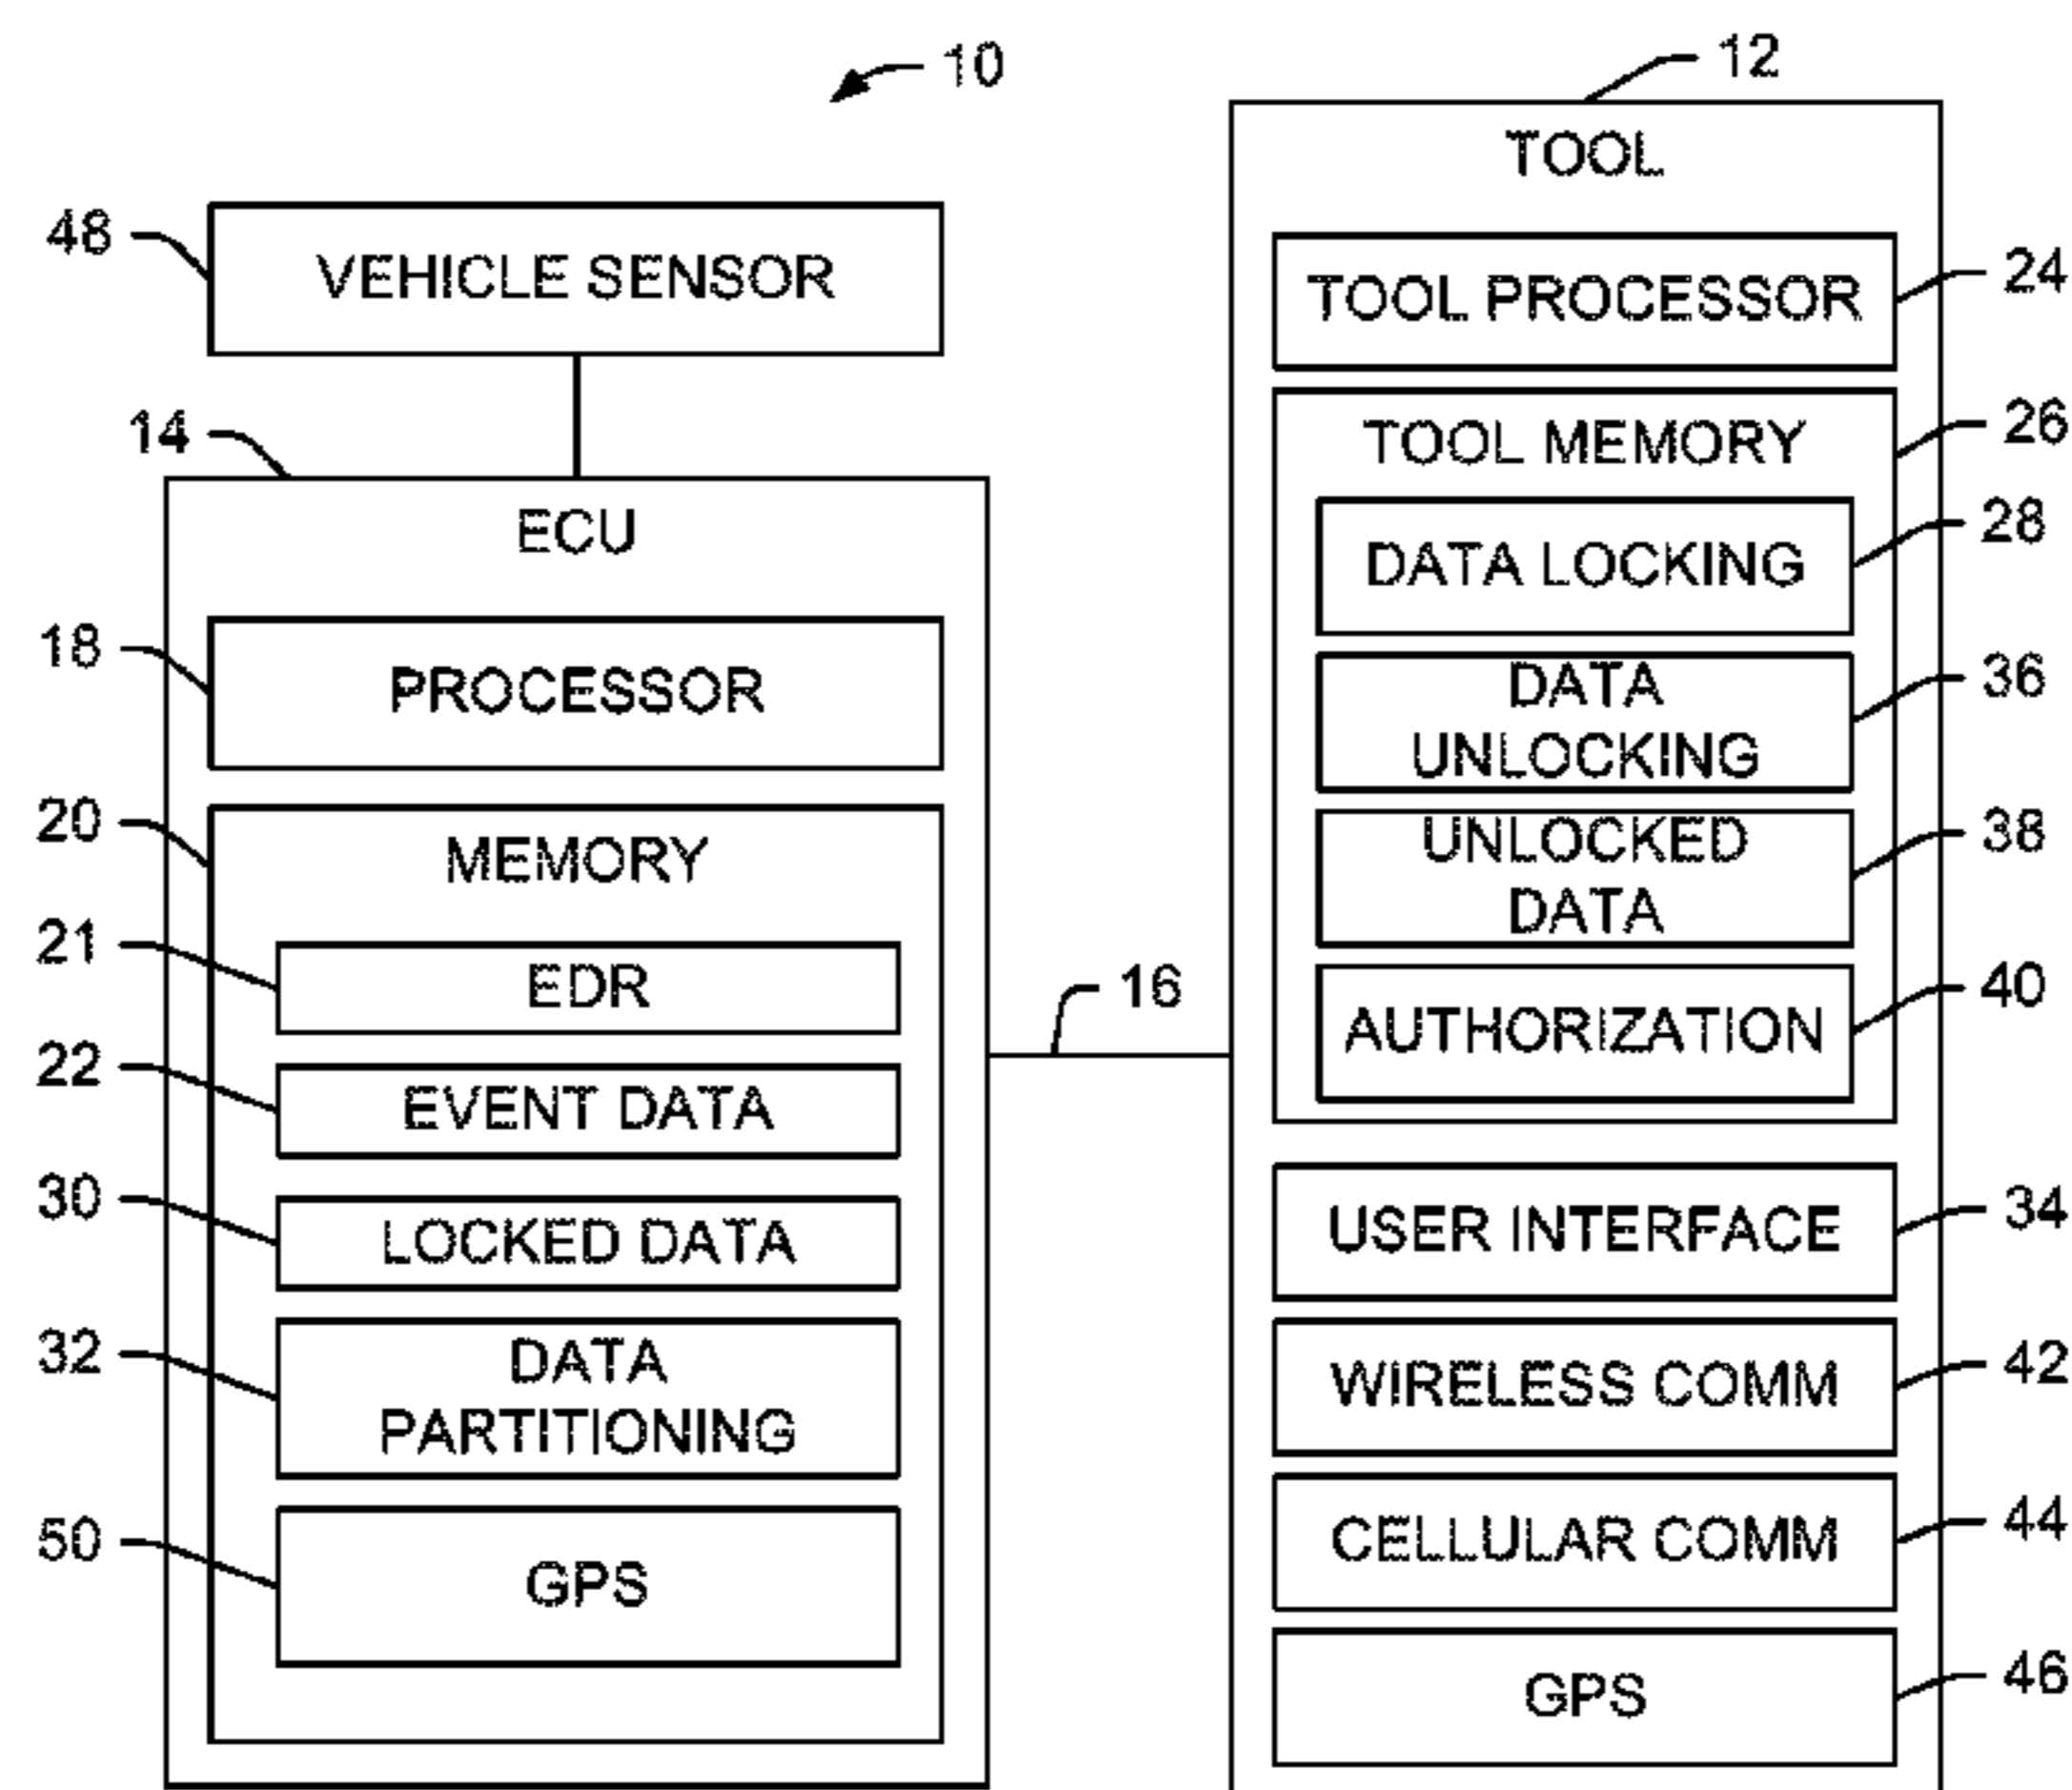 10
12
TOOL
48
VEHICLE SENSOR
TOOL PROCESSOR
24
14
ECU
TOOL MEMORY
26
DATA LOCKING
28
18
PROCESSOR
DATA
UNLOCKING
36
20
MEMORY
UNLOCKED
DATA
38
21
EDR
16
AUTHORIZATION
40
22
EVENT DATA
30
LOCKED DATA
USER INTERFACE
34
32
DATA
PARTITIONING
WIRELESS COMM
42
50
GPS
CELLULAR COMM
44
GPS
46